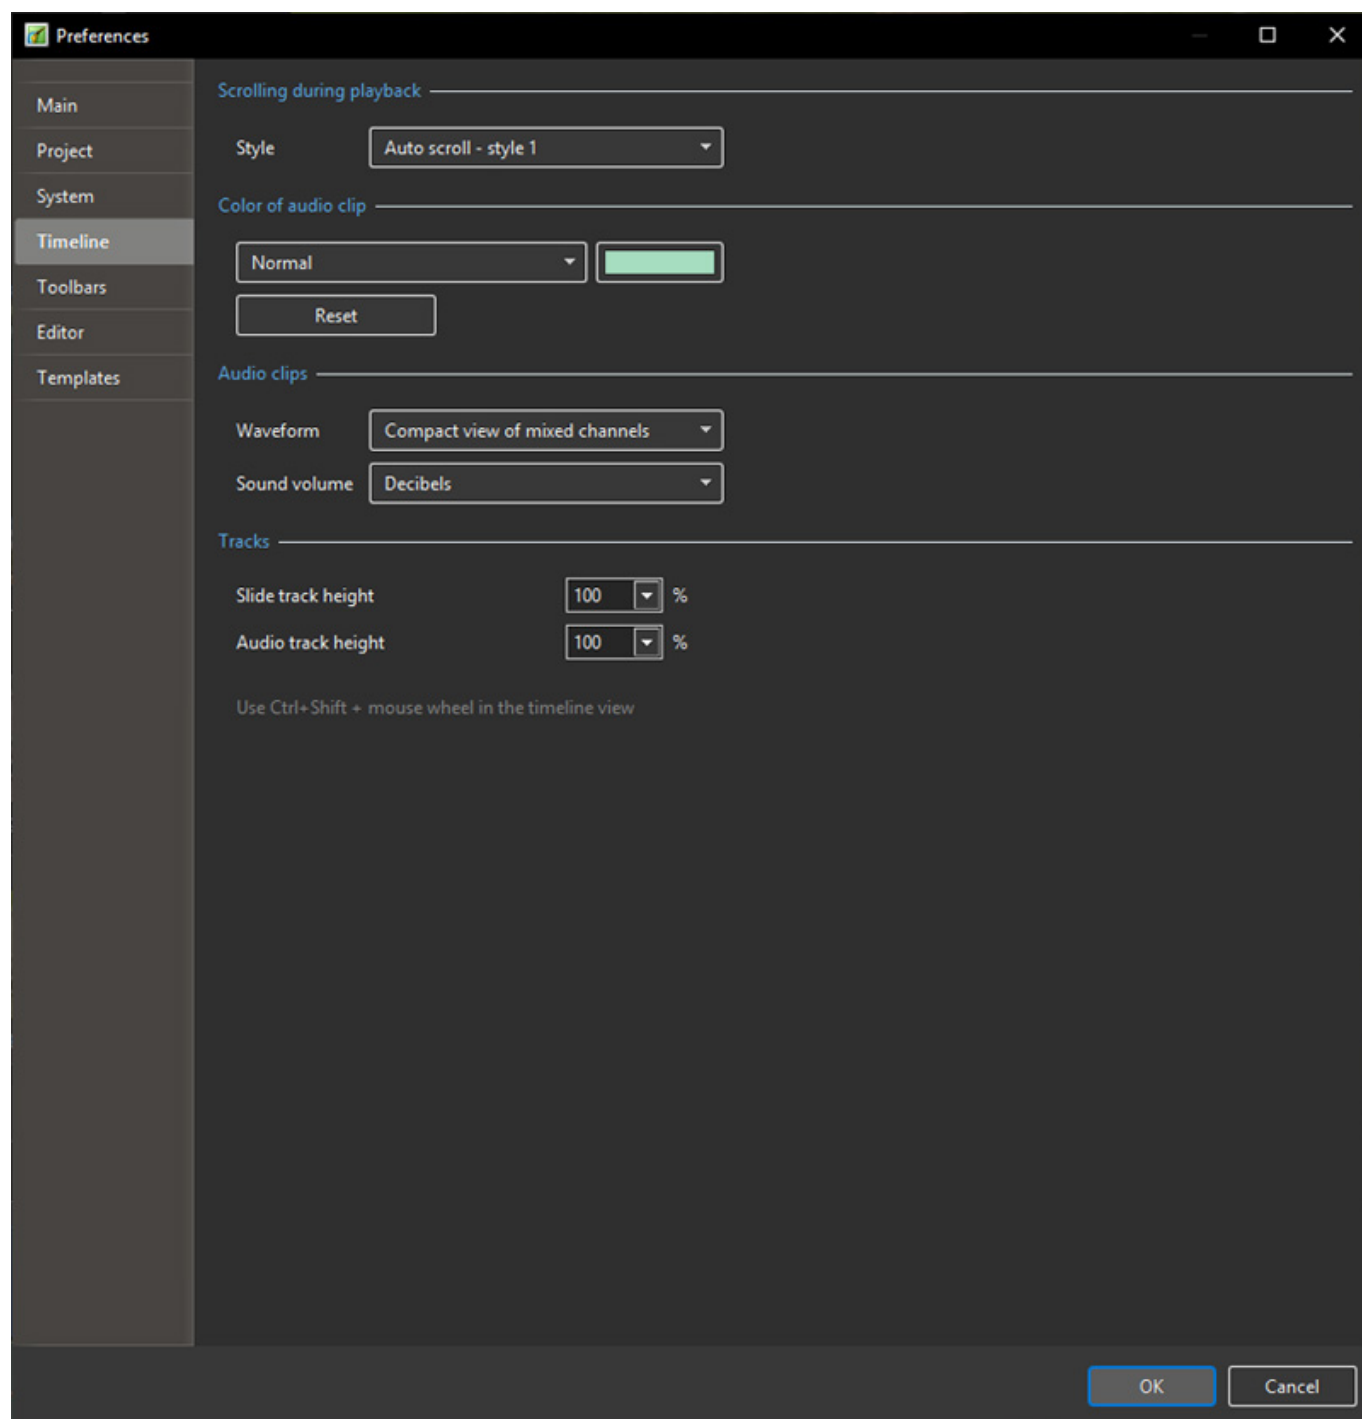 Preferences
Main
Project
System
Timeline
Toolbars
Editor
Templates
Scrolling during playback
Style Auto scroll - style 1
Color of audio clip
Normal
Reset
Audio clips
Waveform Compact view of mixed channels
Sound volume Decibels
Tracks
Slide track height 100 %
Audio track height 100 %
Use Ctrl+Shift + mouse wheel in the timeline view
OK Cancel